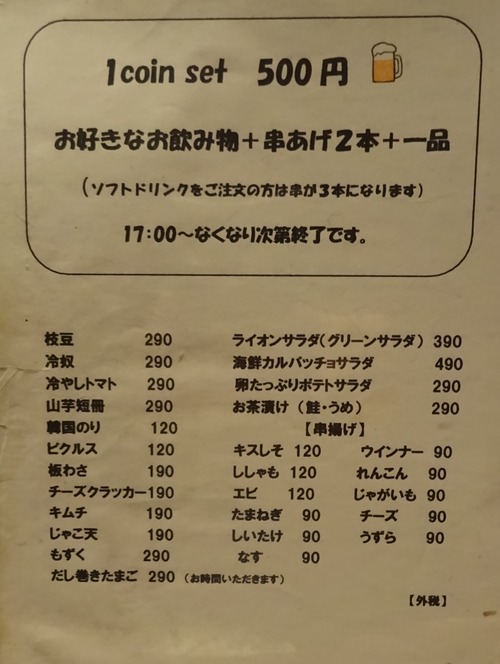 1coin set 500円
お好きなお飲み物＋串あげ２本＋一品
（ソフトドリンクをご注文の方は串が３本になります）
17:00～なくなり次第終了です。
枝豆 290
冷奴 290
冷やしトマト 290
山芋短冊 290
韓国のり 120
ピクルス 120
板わさ 190
チーズクラッカー 190
キムチ 190
じゃこ天 190
もずく 290
だし巻きたまご 290 （お時間いただきます）
ライオンサラダ（グリーンサラダ） 390
海鮮カルパッチョサラダ 490
卵たっぷりポテトサラダ 290
お茶漬け（鮭・うめ） 290
【串揚げ】
キスしそ 120 ウインナー 90
ししゃも 120 れんこん 90
エビ 120 じゃがいも 90
たまねぎ 90 チーズ 90
しいたけ 90 うずら 90
なす 90
【外税】